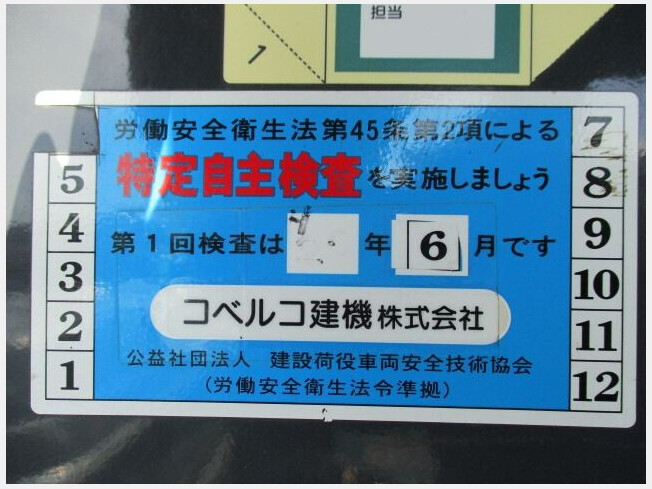 担当
1
労働安全衛生法第45条第2項による
特定自主検査を実施しましょう
第1回検査は 年 6 月です
コベルコ建機株式会社
公益社団法人 建設荷役車両安全技術協会
(労働安全衛生法令準拠)
5
4
3
2
1
7
8
9
10
11
12